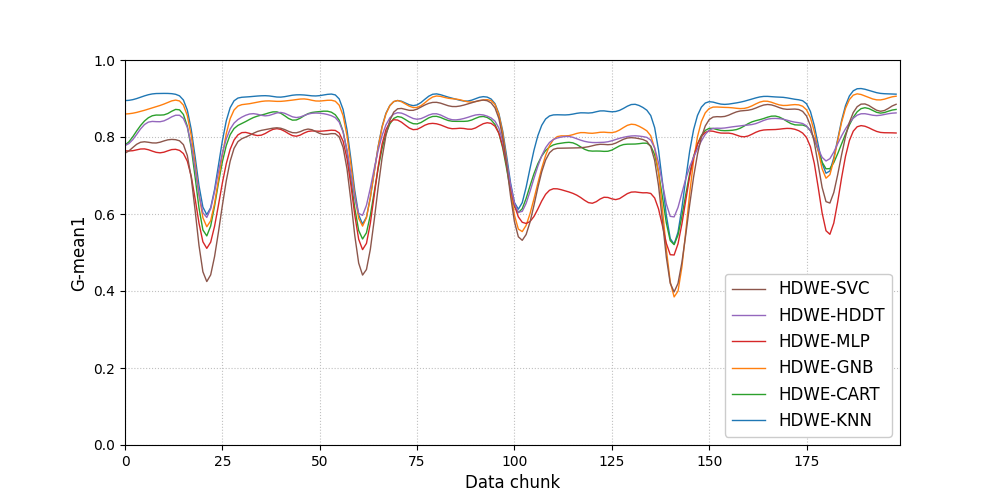 1.0
0.8
0.6
0.4
0.2
0.0
G-mean1
0 25 50 75 100 125 150 175
Data chunk
HDWE-SVC
HDWE-HDDT
HDWE-MLP
HDWE-GNB
HDWE-CART
HDWE-KNN